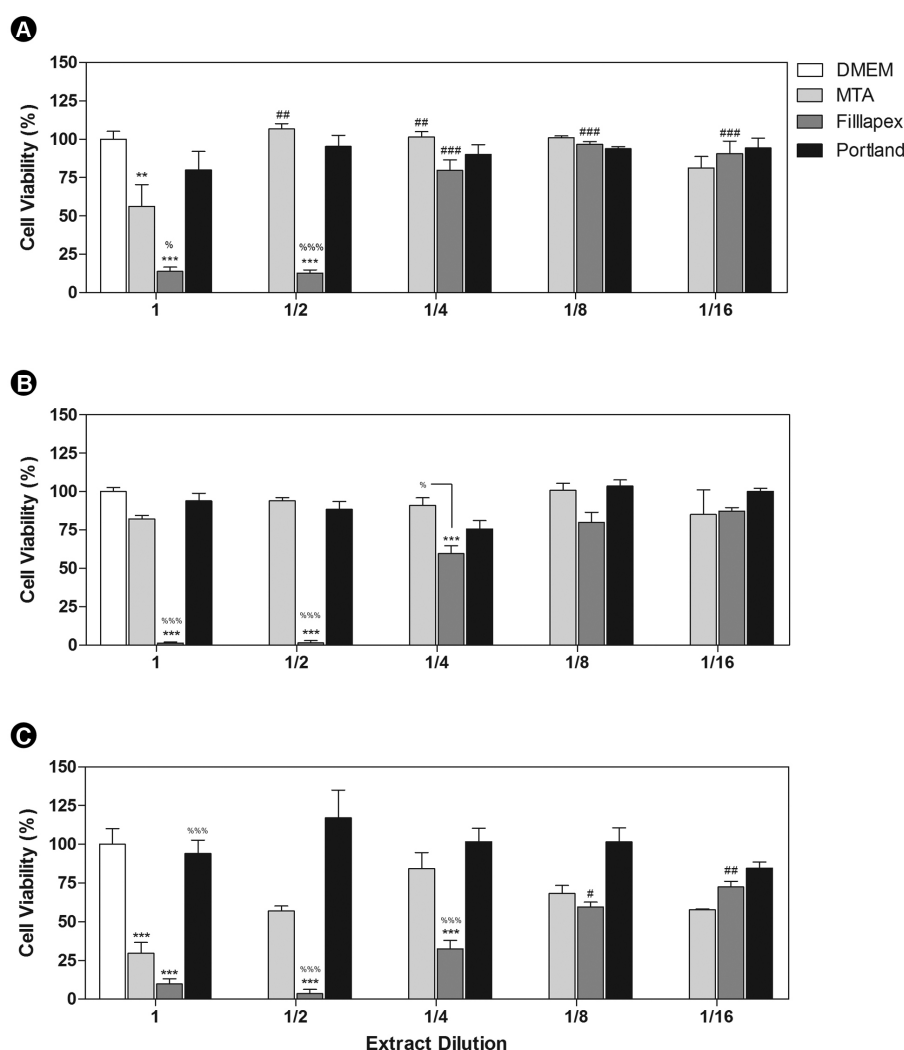 A
Cell Viability (%)
150
125
100
75
50
25
0
** % *** ## %%% *** ## ### ### ###
1 1/2 1/4 1/8 1/16
DMEM
MTA
Filllapex
Portland
B
Cell Viability (%)
150
125
100
75
50
25
0
%%% *** %%% *** % ***
1 1/2 1/4 1/8 1/16
C
Cell Viability (%)
150
125
100
75
50
25
0
*** *** %%% %%% *** %%% *** # ##
1 1/2 1/4 1/8 1/16
Extract Dilution